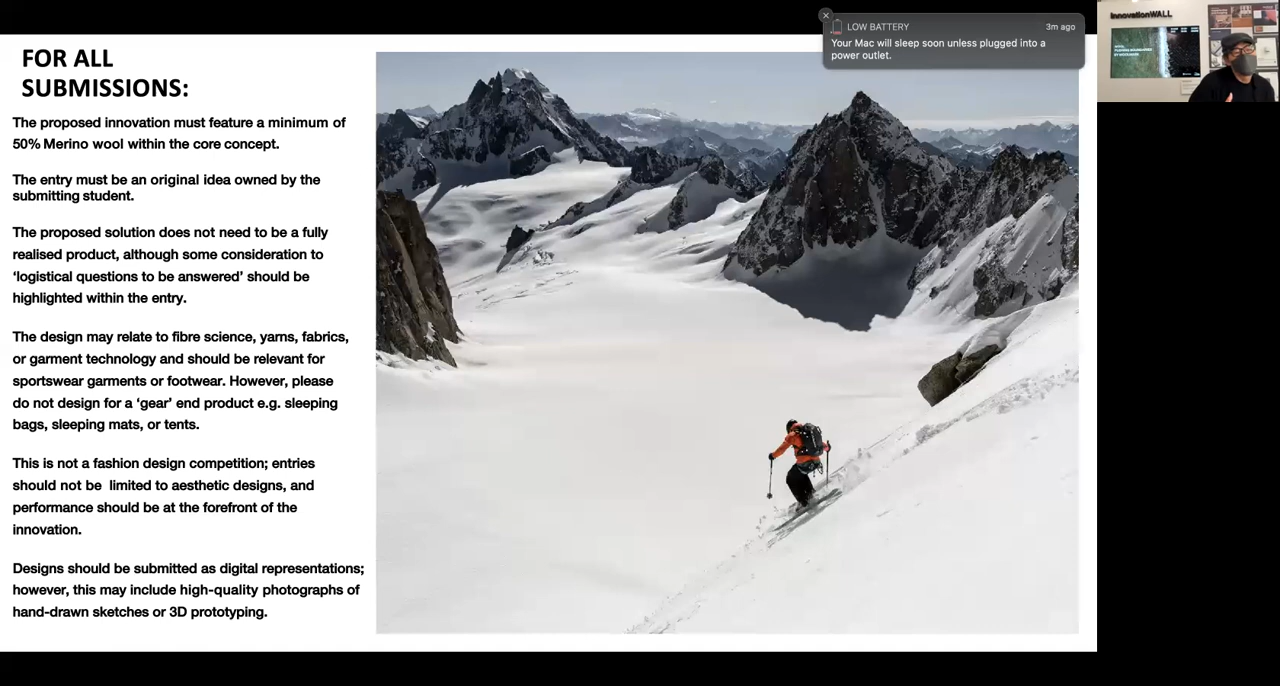 FOR ALL
SUBMISSIONS:
The proposed innovation must feature a minimum of
50% Merino wool within the core concept.
The entry must be an original idea owned by the
submitting student.
The proposed solution does not need to be a fully
realised product, although some consideration to
‘logistical questions to be answered’ should be
highlighted within the entry.
The design may relate to fibre science, yarns, fabrics,
or garment technology and should be relevant for
sportswear garments or footwear. However, please
do not design for a ‘gear’ end product e.g. sleeping
bags, sleeping mats, or tents.
This is not a fashion design competition; entries
should not be  limited to aesthetic designs, and
performance should be at the forefront of the
innovation.
Designs should be submitted as digital representations;
however, this may include high-quality photographs of
hand-drawn sketches or 3D prototyping.
LOW BATTERY
3m ago
Your Mac will sleep soon unless plugged into a
power outlet.
InnovationWALL